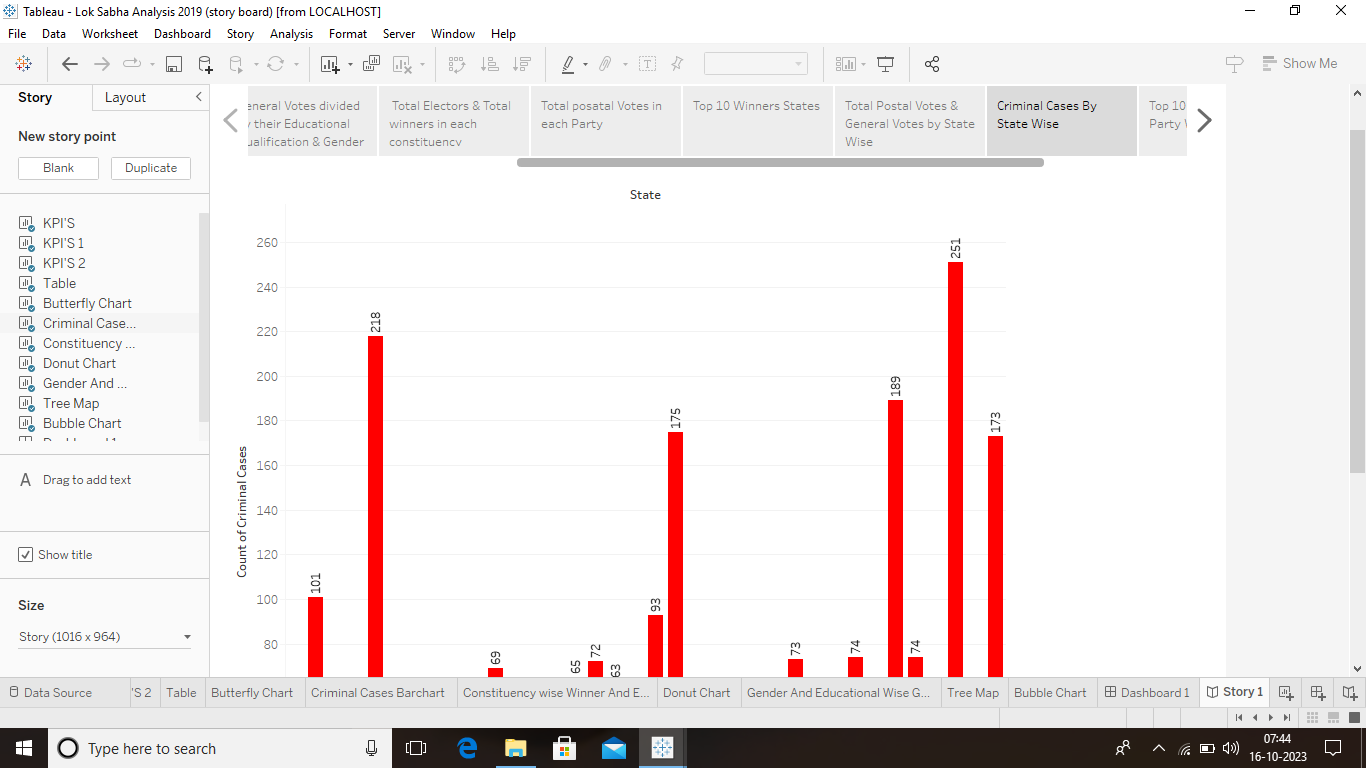 Tableau - Lok Sabha Analysis 2019 (story board) [from LOCALHOST]
File Data Worksheet Dashboard Story Analysis Format Server Window Help
Show Me
Story Layout
New story point
Blank Duplicate
KPI'S
KPI'S 1
KPI'S 2
Table
Butterfly Chart
Criminal Case...
Constituency ...
Donut Chart
Gender And ...
Tree Map
Bubble Chart
A Drag to add text
Show title
Size
Story (1016 x 964)
eneral Votes divided
their Educational
ualification & Gender
Total Electors & Total
winners in each
constituency
Total posatal Votes in
each Party
Top 10 Winners States
Total Postal Votes &
General Votes by State
Wise
Criminal Cases By
State Wise
Top 10
Party
State
Count of Criminal Cases
260
240
220
200
180
160
140
120
100
80
101
218
69
65
72
63
93
175
73
74
189
74
251
173
Data Source 'S 2 Table Butterfly Chart Criminal Cases Barchart Constituency wise Winner And E... Donut Chart Gender And Educational Wise G... Tree Map Bubble Chart Dashboard 1 Story 1
Type here to search
07:44
16-10-2023